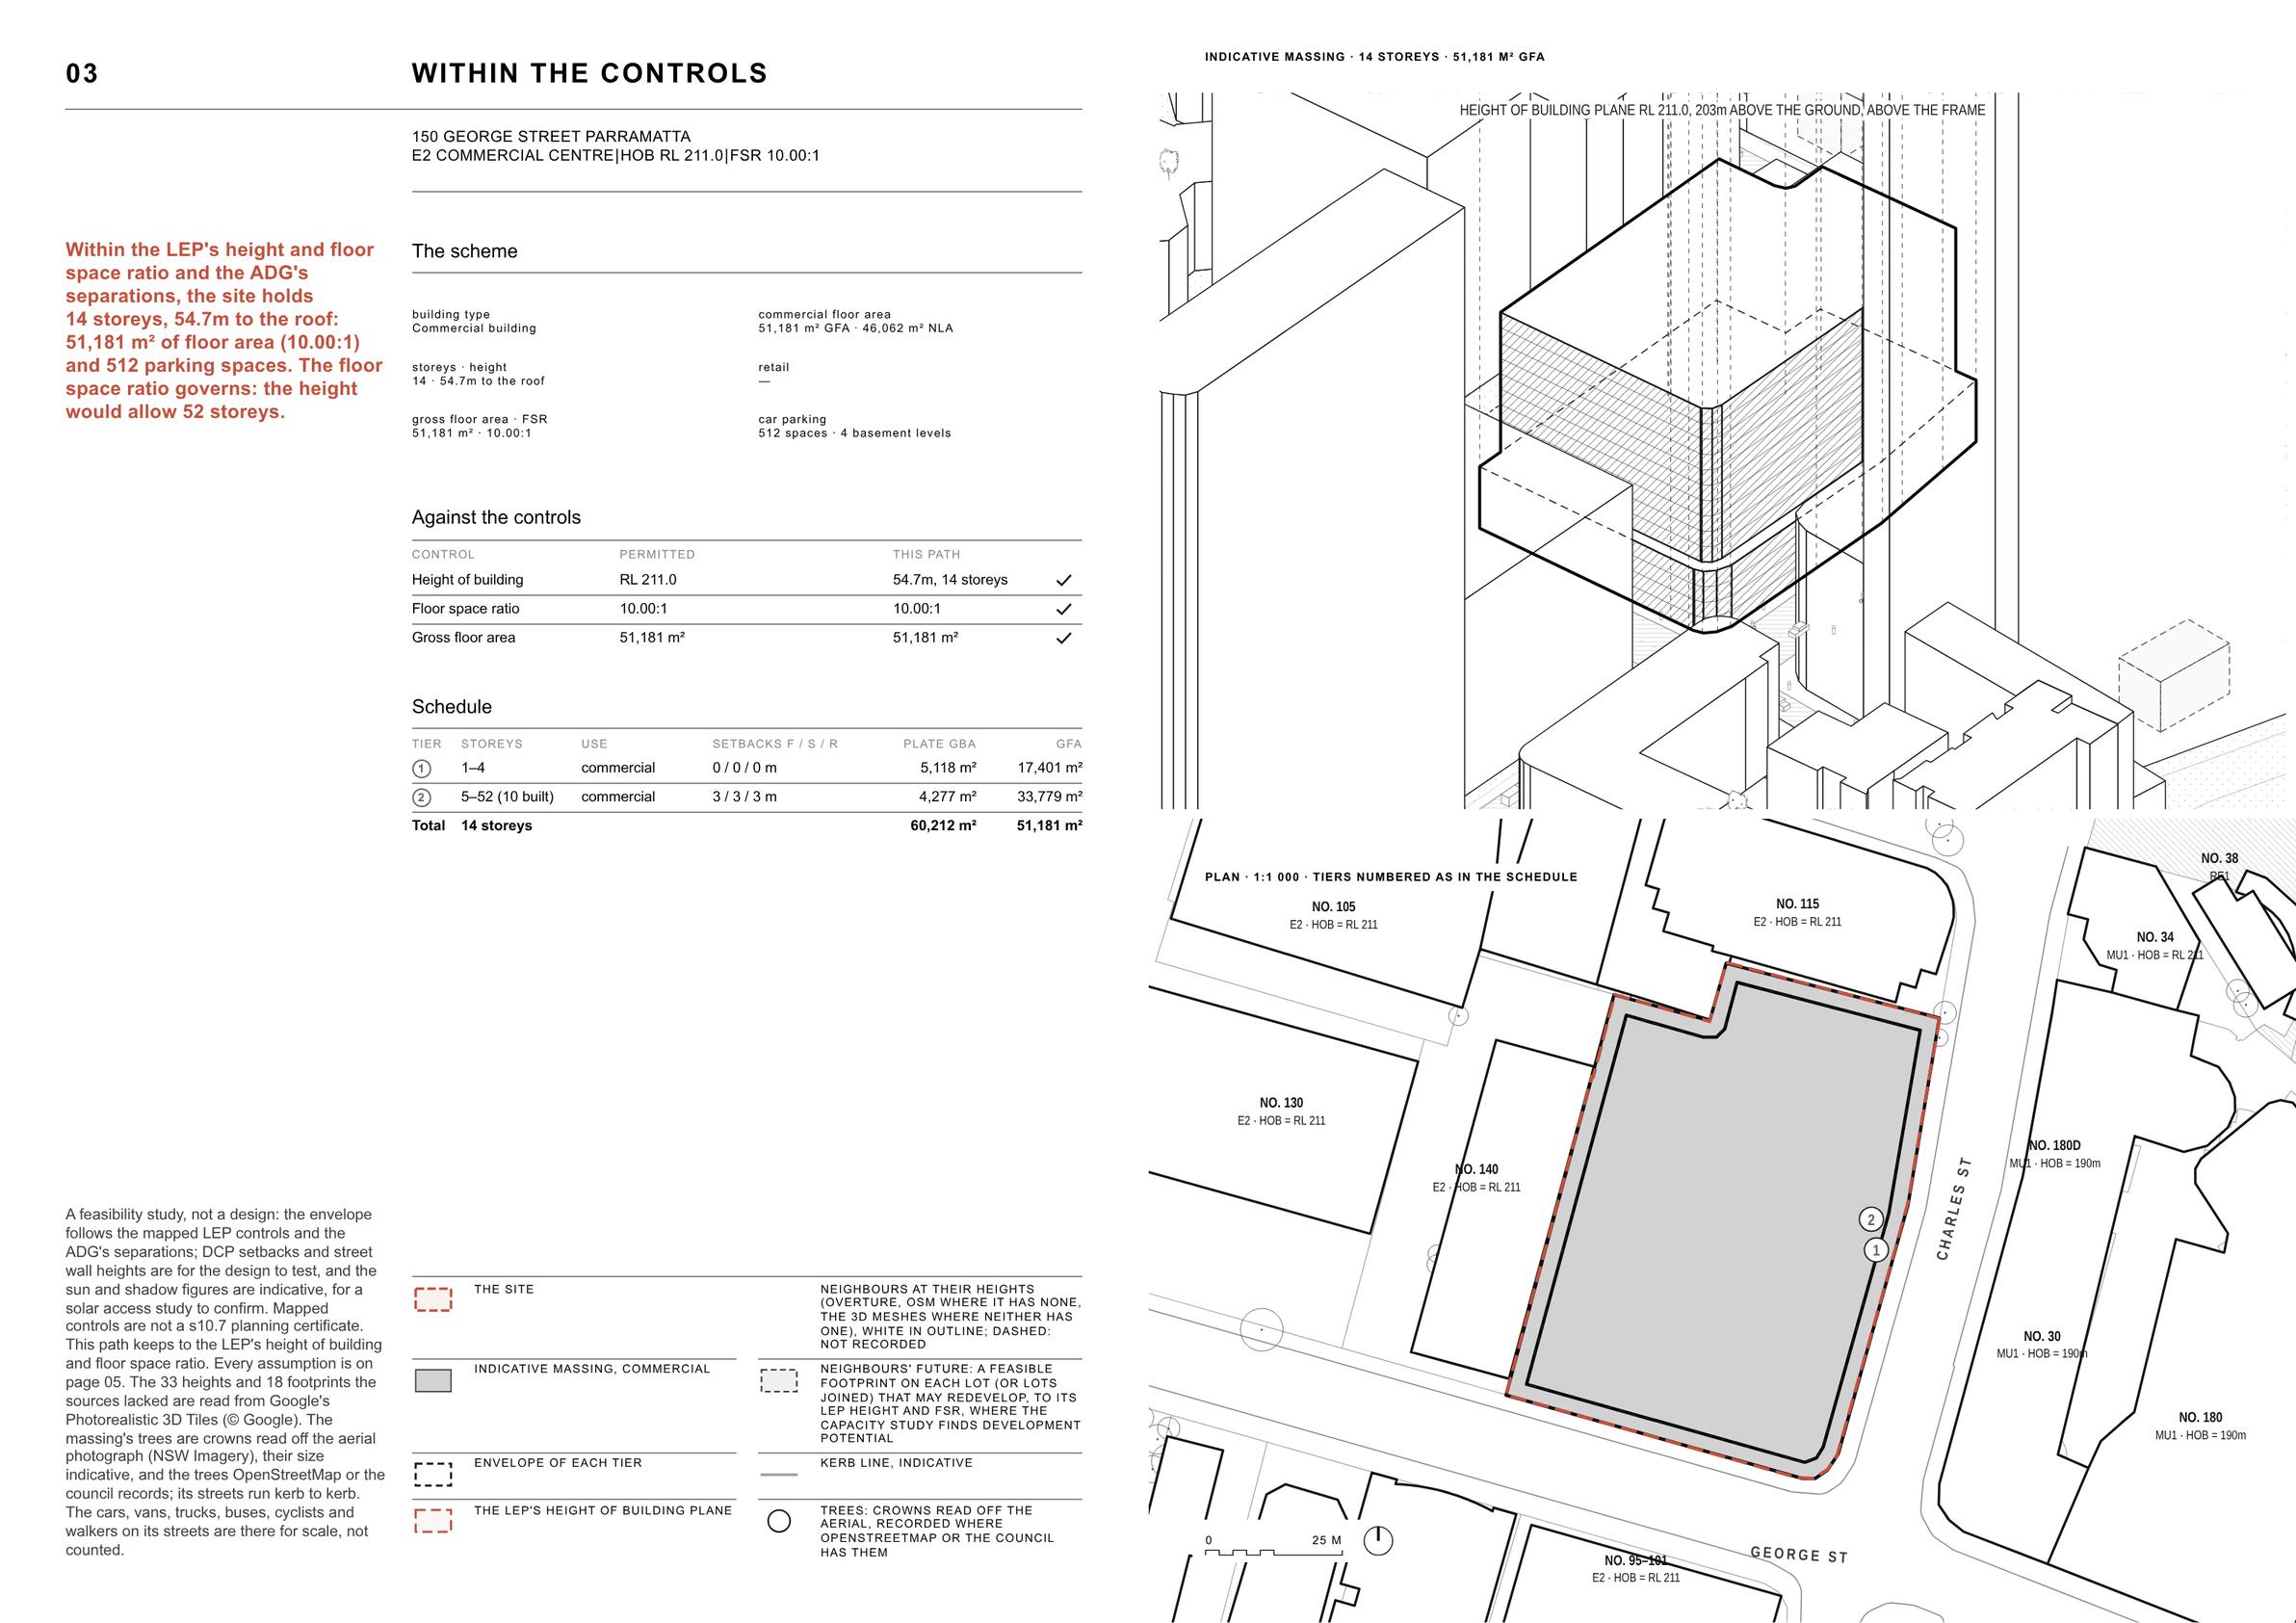 03
WITHIN THE CONTROLS
150 GEORGE STREET PARRAMATTA
E2 COMMERCIAL CENTRE|HOB RL 211.0|FSR 10.00:1
Within the LEP's height and floor
space ratio and the ADG's
separations, the site holds
14 storeys, 54.7m to the roof:
51,181 m² of floor area (10.00:1)
and 512 parking spaces. The floor
space ratio governs: the height
would allow 52 storeys.
The scheme
building type
Commercial building
commercial floor area
51,181 m² GFA · 46,062 m² NLA
storeys · height
14 · 54.7m to the roof
retail
—
gross floor area · FSR
51,181 m² · 10.00:1
car parking
512 spaces · 4 basement levels
Against the controls
CONTROL PERMITTED THIS PATH
Height of building RL 211.0 54.7m, 14 storeys ✓
Floor space ratio 10.00:1 10.00:1 ✓
Gross floor area 51,181 m² 51,181 m² ✓
Schedule
TIER STOREYS USE SETBACKS F / S / R PLATE GBA GFA
1 1–4 commercial 0 / 0 / 0 m 5,118 m² 17,401 m²
2 5–52 (10 built) commercial 3 / 3 / 3 m 4,277 m² 33,779 m²
Total 14 storeys 60,212 m² 51,181 m²
A feasibility study, not a design: the envelope
follows the mapped LEP controls and the
ADG's separations; DCP setbacks and street
wall heights are for the design to test, and the
sun and shadow figures are indicative, for a
solar access study to confirm. Mapped
controls are not a s10.7 planning certificate.
This path keeps to the LEP's height of building
and floor space ratio. Every assumption is on
page 05. The 33 heights and 18 footprints the
sources lacked are read from Google's
Photorealistic 3D Tiles (© Google). The
massing's trees are crowns read off the aerial
photograph (NSW Imagery), their size
indicative, and the trees OpenStreetMap or the
council records; its streets run kerb to kerb.
The cars, vans, trucks, buses, cyclists and
walkers on its streets are there for scale, not
counted.
THE SITE
INDICATIVE MASSING, COMMERCIAL
ENVELOPE OF EACH TIER
THE LEP'S HEIGHT OF BUILDING PLANE
NEIGHBOURS AT THEIR HEIGHTS
(OVERTURE, OSM WHERE IT HAS NONE,
THE 3D MESHES WHERE NEITHER HAS
ONE), WHITE IN OUTLINE; DASHED:
NOT RECORDED
NEIGHBOURS' FUTURE: A FEASIBLE
FOOTPRINT ON EACH LOT (OR LOTS
JOINED) THAT MAY REDEVELOP, TO ITS
LEP HEIGHT AND FSR, WHERE THE
CAPACITY STUDY FINDS DEVELOPMENT
POTENTIAL
KERB LINE, INDICATIVE
TREES: CROWNS READ OFF THE
AERIAL, RECORDED WHERE
OPENSTREETMAP OR THE COUNCIL
HAS THEM
INDICATIVE MASSING · 14 STOREYS · 51,181 M² GFA
HEIGHT OF BUILDING PLANE RL 211.0, 203m ABOVE THE GROUND, ABOVE THE FRAME
PLAN · 1:1 000 · TIERS NUMBERED AS IN THE SCHEDULE
NO. 38
RE1
NO. 105
E2 · HOB = RL 211
NO. 115
E2 · HOB = RL 211
NO. 34
MU1 · HOB = RL 211
NO. 130
E2 · HOB = RL 211
NO. 140
E2 · HOB = RL 211
NO. 180D
MU1 · HOB = 190m
2
1
CHARLES ST
NO. 30
MU1 · HOB = 190m
NO. 180
MU1 · HOB = 190m
0 25 M
GEORGE ST
NO. 95–101
E2 · HOB = RL 211